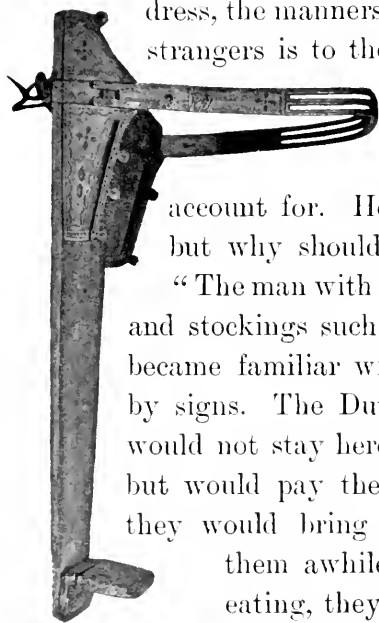 dress, the manners
strangers is to the
account for. He
but why should
“ The man with
and stockings such
became familiar wi
by signs. The Du
would not stay here
but would pay the
they would bring
them awhile
eating, they